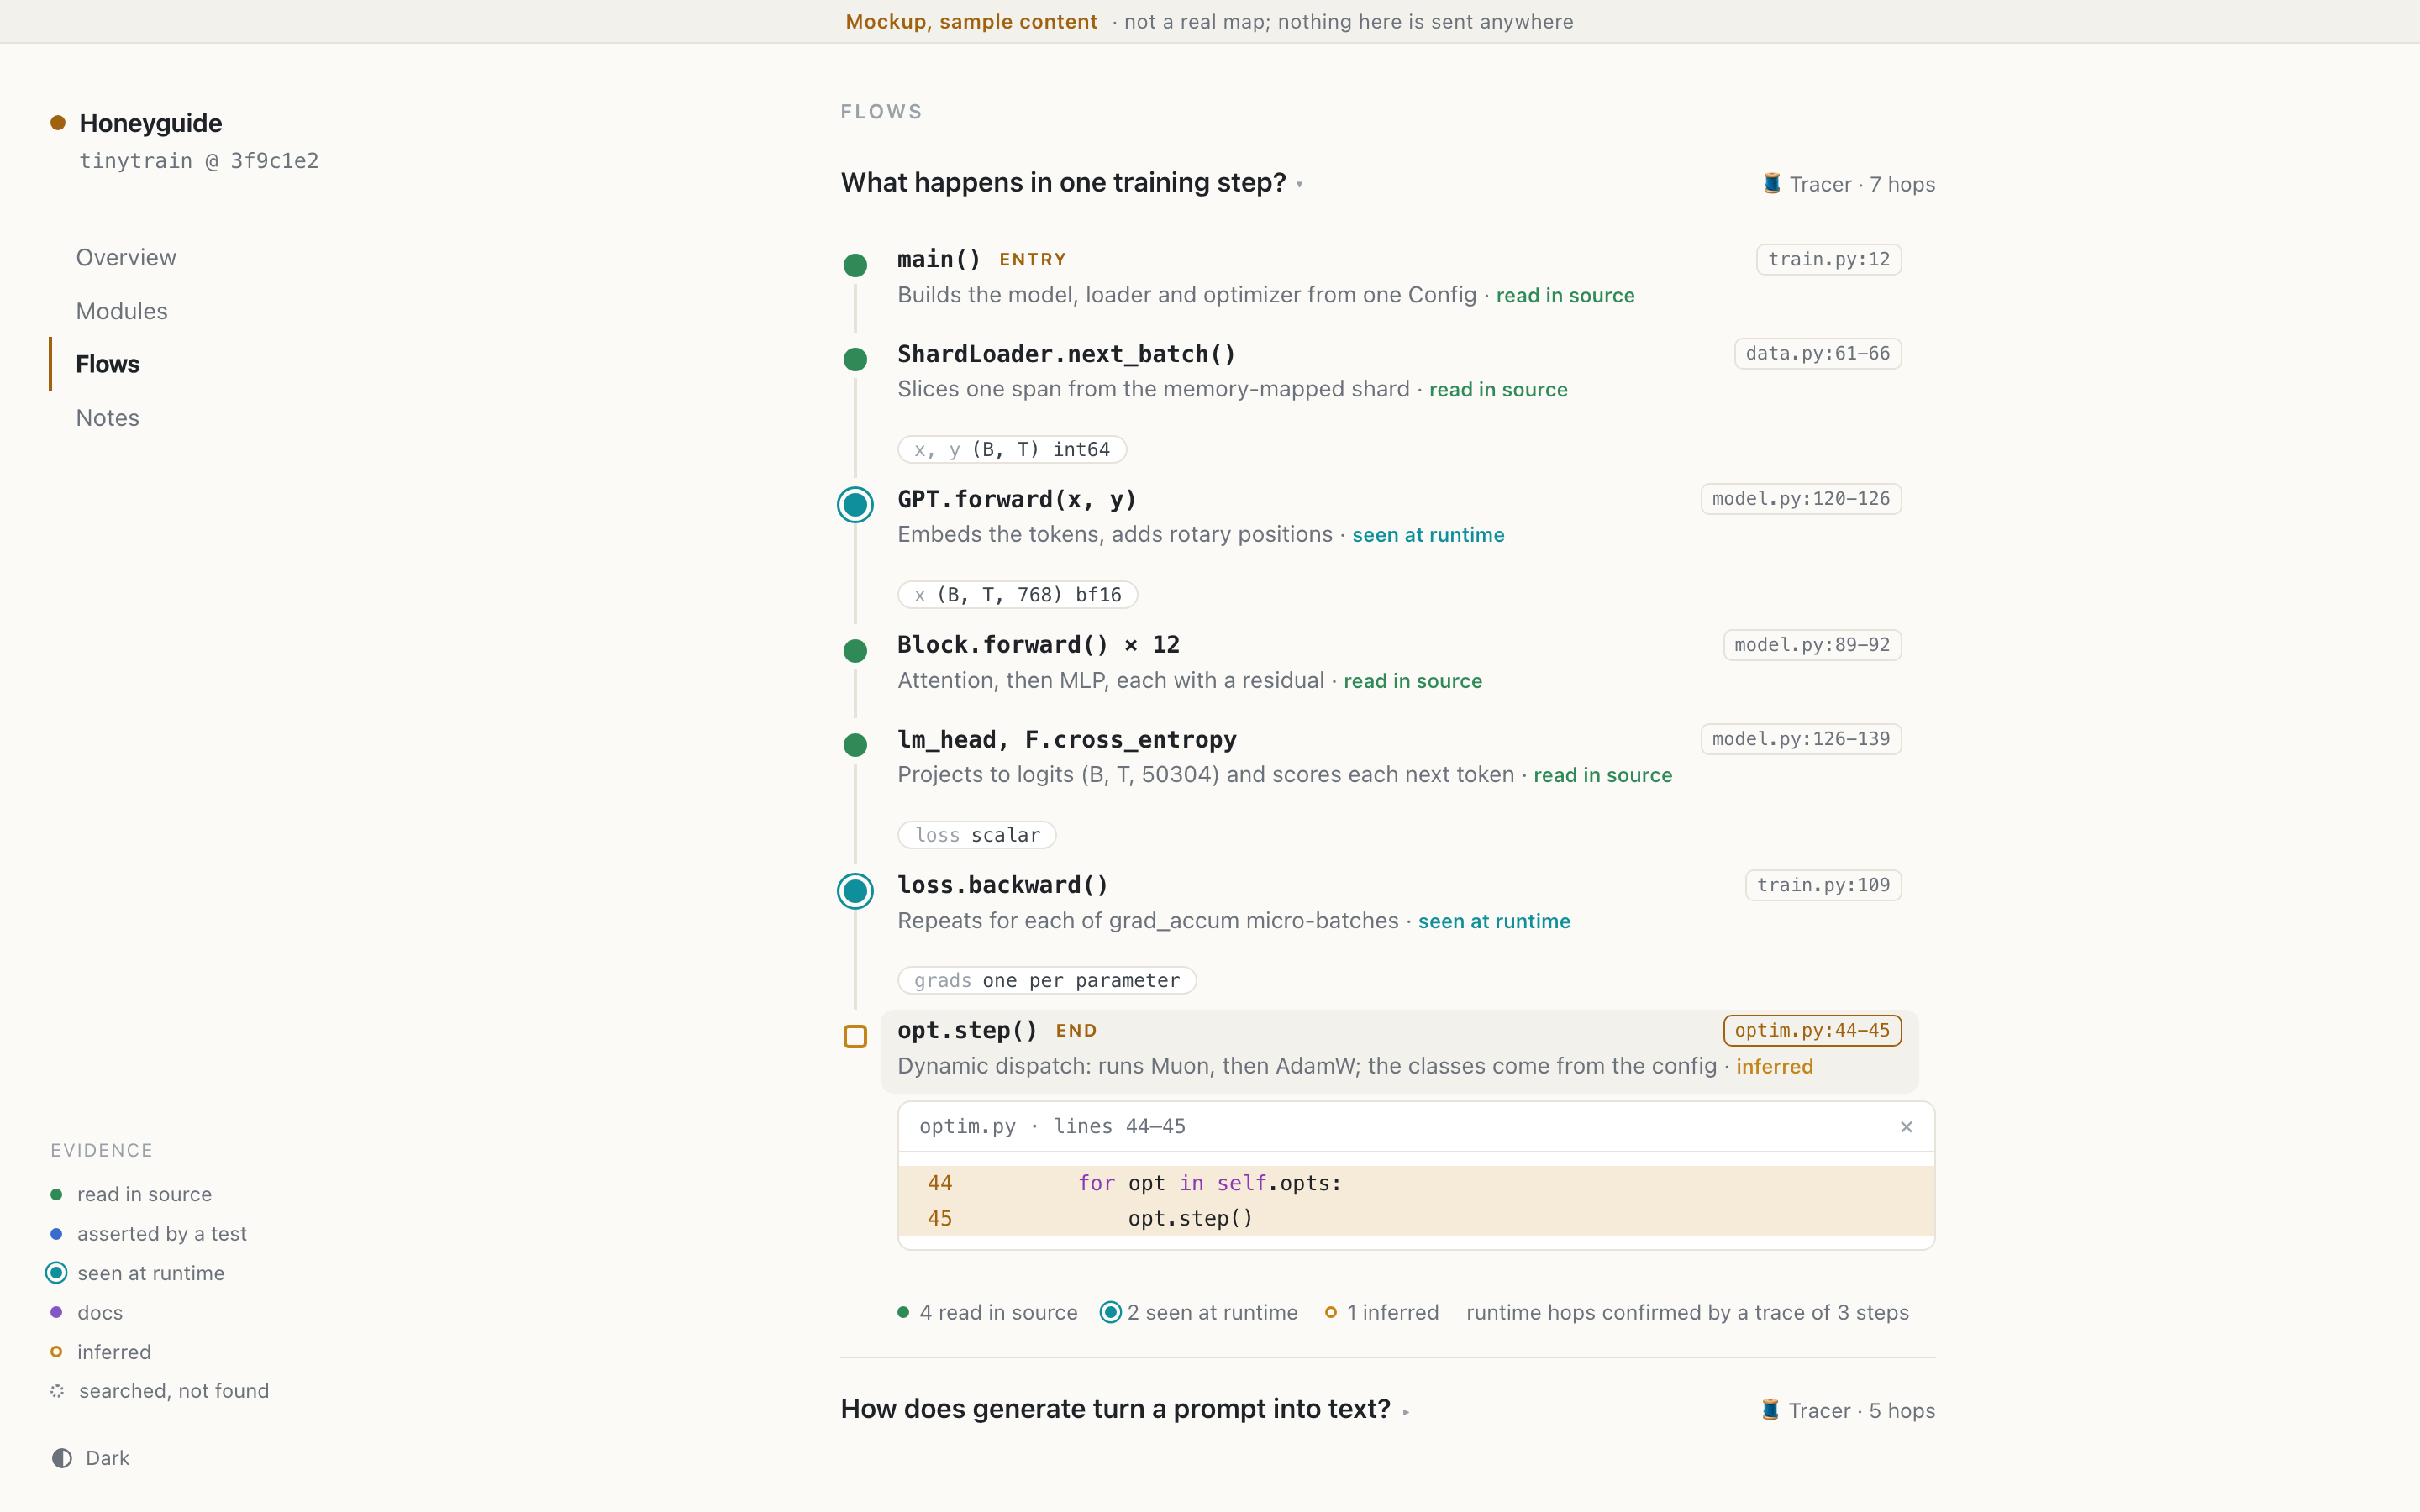 Mockup, sample content · not a real map; nothing here is sent anywhere
Honeyguide
tinytrain @ 3f9c1e2
Overview
Modules
Flows
Notes
EVIDENCE
read in source
asserted by a test
seen at runtime
docs
inferred
searched, not found
Dark
FLOWS
What happens in one training step? ▾ 🧵 Tracer · 7 hops
main() ENTRY train.py:12
Builds the model, loader and optimizer from one Config · read in source
ShardLoader.next_batch() data.py:61–66
Slices one span from the memory-mapped shard · read in source
x, y (B, T) int64
GPT.forward(x, y) model.py:120–126
Embeds the tokens, adds rotary positions · seen at runtime
x (B, T, 768) bf16
Block.forward() × 12 model.py:89–92
Attention, then MLP, each with a residual · read in source
lm_head, F.cross_entropy model.py:126–139
Projects to logits (B, T, 50304) and scores each next token · read in source
loss scalar
loss.backward() train.py:109
Repeats for each of grad_accum micro-batches · seen at runtime
grads one per parameter
opt.step() END optim.py:44–45
Dynamic dispatch: runs Muon, then AdamW; the classes come from the config · inferred
optim.py · lines 44–45 ×
44 for opt in self.opts:
45 opt.step()
4 read in source 2 seen at runtime 1 inferred runtime hops confirmed by a trace of 3 steps
How does generate turn a prompt into text? ▸ 🧵 Tracer · 5 hops